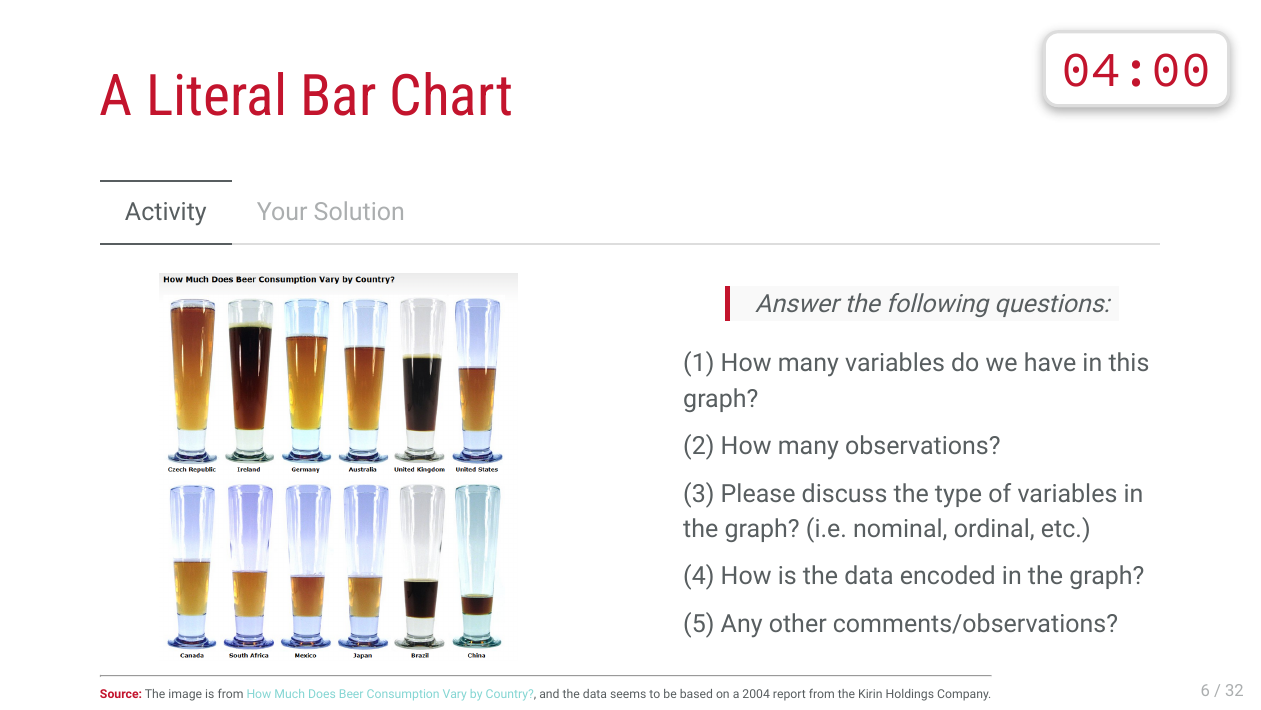 A Literal Bar Chart
04:00
Activity
Your Solution
How Much Does Beer Consumption Vary by Country?
Czech Republic
Ireland
Germany
Australia
United Kingdom
United States
Canada
South Africa
Mexico
Japan
Brazil
China
Answer the following questions:
(1) How many variables do we have in this
graph?
(2) How many observations?
(3) Please discuss the type of variables in
the graph? (i.e. nominal, ordinal, etc.)
(4) How is the data encoded in the graph?
(5) Any other comments/observations?
Source: The image is from How Much Does Beer Consumption Vary by Country?, and the data seems to be based on a 2004 report from the Kirin Holdings Company.
6 / 32